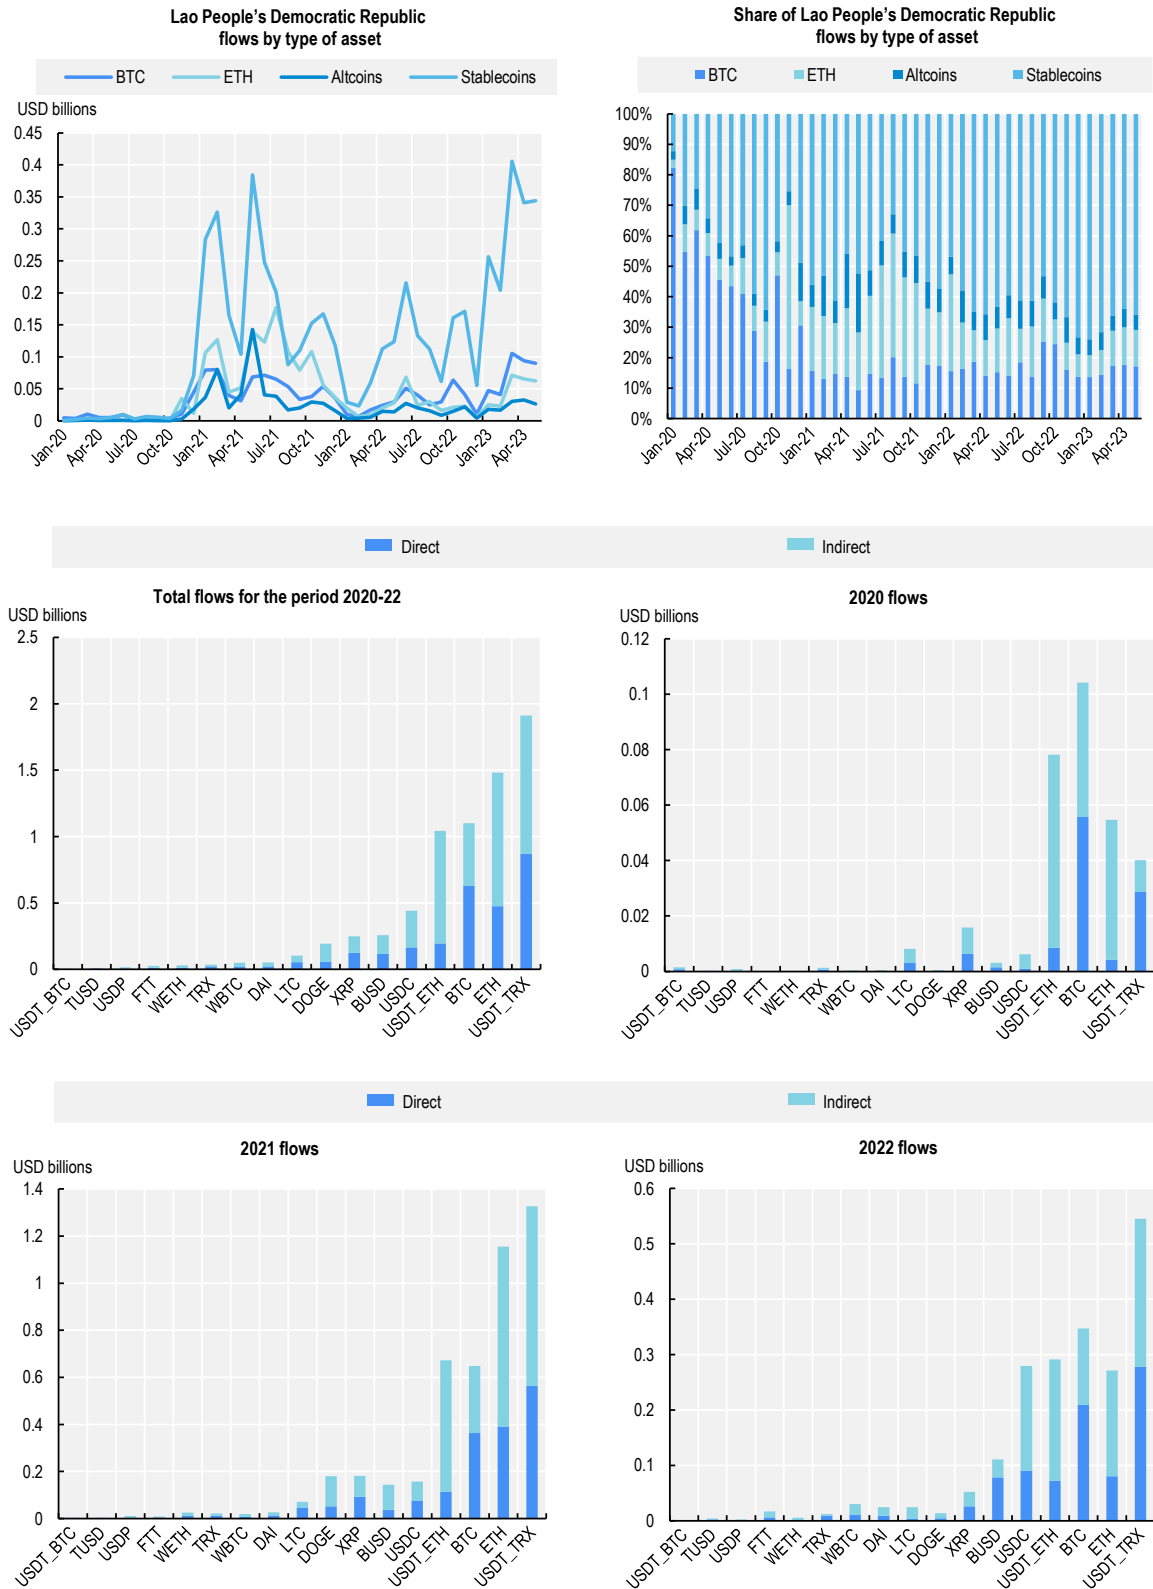 Lao People's Democratic Republic
flows by type of asset
BTC ETH Altcoins Stablecoins
USD billions
0.45
0.4
0.35
0.3
0.25
0.2
0.15
0.1
0.05
0
Jan-20 Apr-20 Jul-20 Oct-20 Jan-21 Apr-21 Jul-21 Oct-21 Jan-22 Apr-22 Jul-22 Oct-22 Jan-23 Apr-23
Share of Lao People's Democratic Republic
flows by type of asset
BTC ETH Altcoins Stablecoins
100%
90%
80%
70%
60%
50%
40%
30%
20%
10%
0%
Jan-20 Apr-20 Jul-20 Oct-20 Jan-21 Apr-21 Jul-21 Oct-21 Jan-22 Apr-22 Jul-22 Oct-22 Jan-23 Apr-23
Direct Indirect
Total flows for the period 2020-22
USD billions
2.5
2
1.5
1
0.5
0
USDT_BTC TUSD USDP FTT WETH TRX WBTC DAI LTC DOGE XRP BUSD USDC USDT_ETH BTC ETH USDT_TRX
2020 flows
USD billions
0.12
0.1
0.08
0.06
0.04
0.02
0
USDT_BTC TUSD USDP FTT WETH TRX WBTC DAI LTC DOGE XRP BUSD USDC USDT_ETH BTC ETH USDT_TRX
Direct Indirect
2021 flows
USD billions
1.4
1.2
1
0.8
0.6
0.4
0.2
0
USDT_BTC TUSD USDP FTT WETH TRX WBTC DAI LTC DOGE XRP BUSD USDC USDT_ETH BTC ETH USDT_TRX
2022 flows
USD billions
0.6
0.5
0.4
0.3
0.2
0.1
0
USDT_BTC TUSD USDP FTT WETH TRX WBTC DAI LTC DOGE XRP BUSD USDC USDT_ETH BTC ETH USDT_TRX